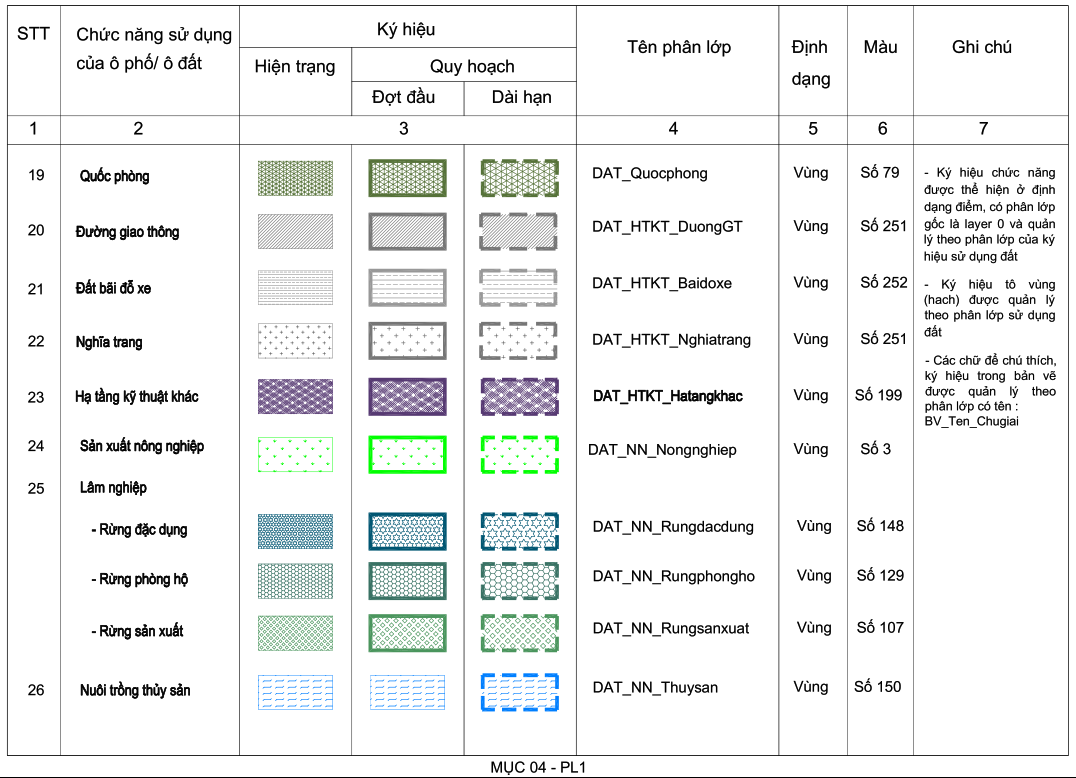 STT
Chức năng sử dụng
của ô phố/ ô đất
Ký hiệu
Hiện trạng
Quy hoạch
Đợt đầu
Dài hạn
Tên phân lớp
Định
dạng
Màu
Ghi chú
1 2 3 4 5 6 7
19 Quốc phòng DAT_Quocphong Vùng Số 79
20 Đường giao thông DAT_HTKT_DuongGT Vùng Số 251
21 Đất bãi đỗ xe DAT_HTKT_Baidoxe Vùng Số 252
22 Nghĩa trang DAT_HTKT_Nghiatrang Vùng Số 251
23 Hạ tầng kỹ thuật khác DAT_HTKT_Hatangkhac Vùng Số 199
24 Sản xuất nông nghiệp DAT_NN_Nongnghiep Vùng Số 3
25 Lâm nghiệp
- Rừng đặc dụng DAT_NN_Rungdacdung Vùng Số 148
- Rừng phòng hộ DAT_NN_Rungphongho Vùng Số 129
- Rừng sản xuất DAT_NN_Rungsanxuat Vùng Số 107
26 Nuôi trồng thủy sản DAT_NN_Thuysan Vùng Số 150
- Ký hiệu chức năng
được thể hiện ở định
dạng điểm, có phân lớp
gốc là layer 0 và quản
lý theo phân lớp của ký
hiệu sử dụng đất
- Ký hiệu tô vùng
(hach) được quản lý
theo phân lớp sử dụng
đất
- Các chữ để chú thích,
ký hiệu trong bản vẽ
được quản lý theo
phân lớp có tên :
BV_Ten_Chugiai
MỤC 04 - PL1